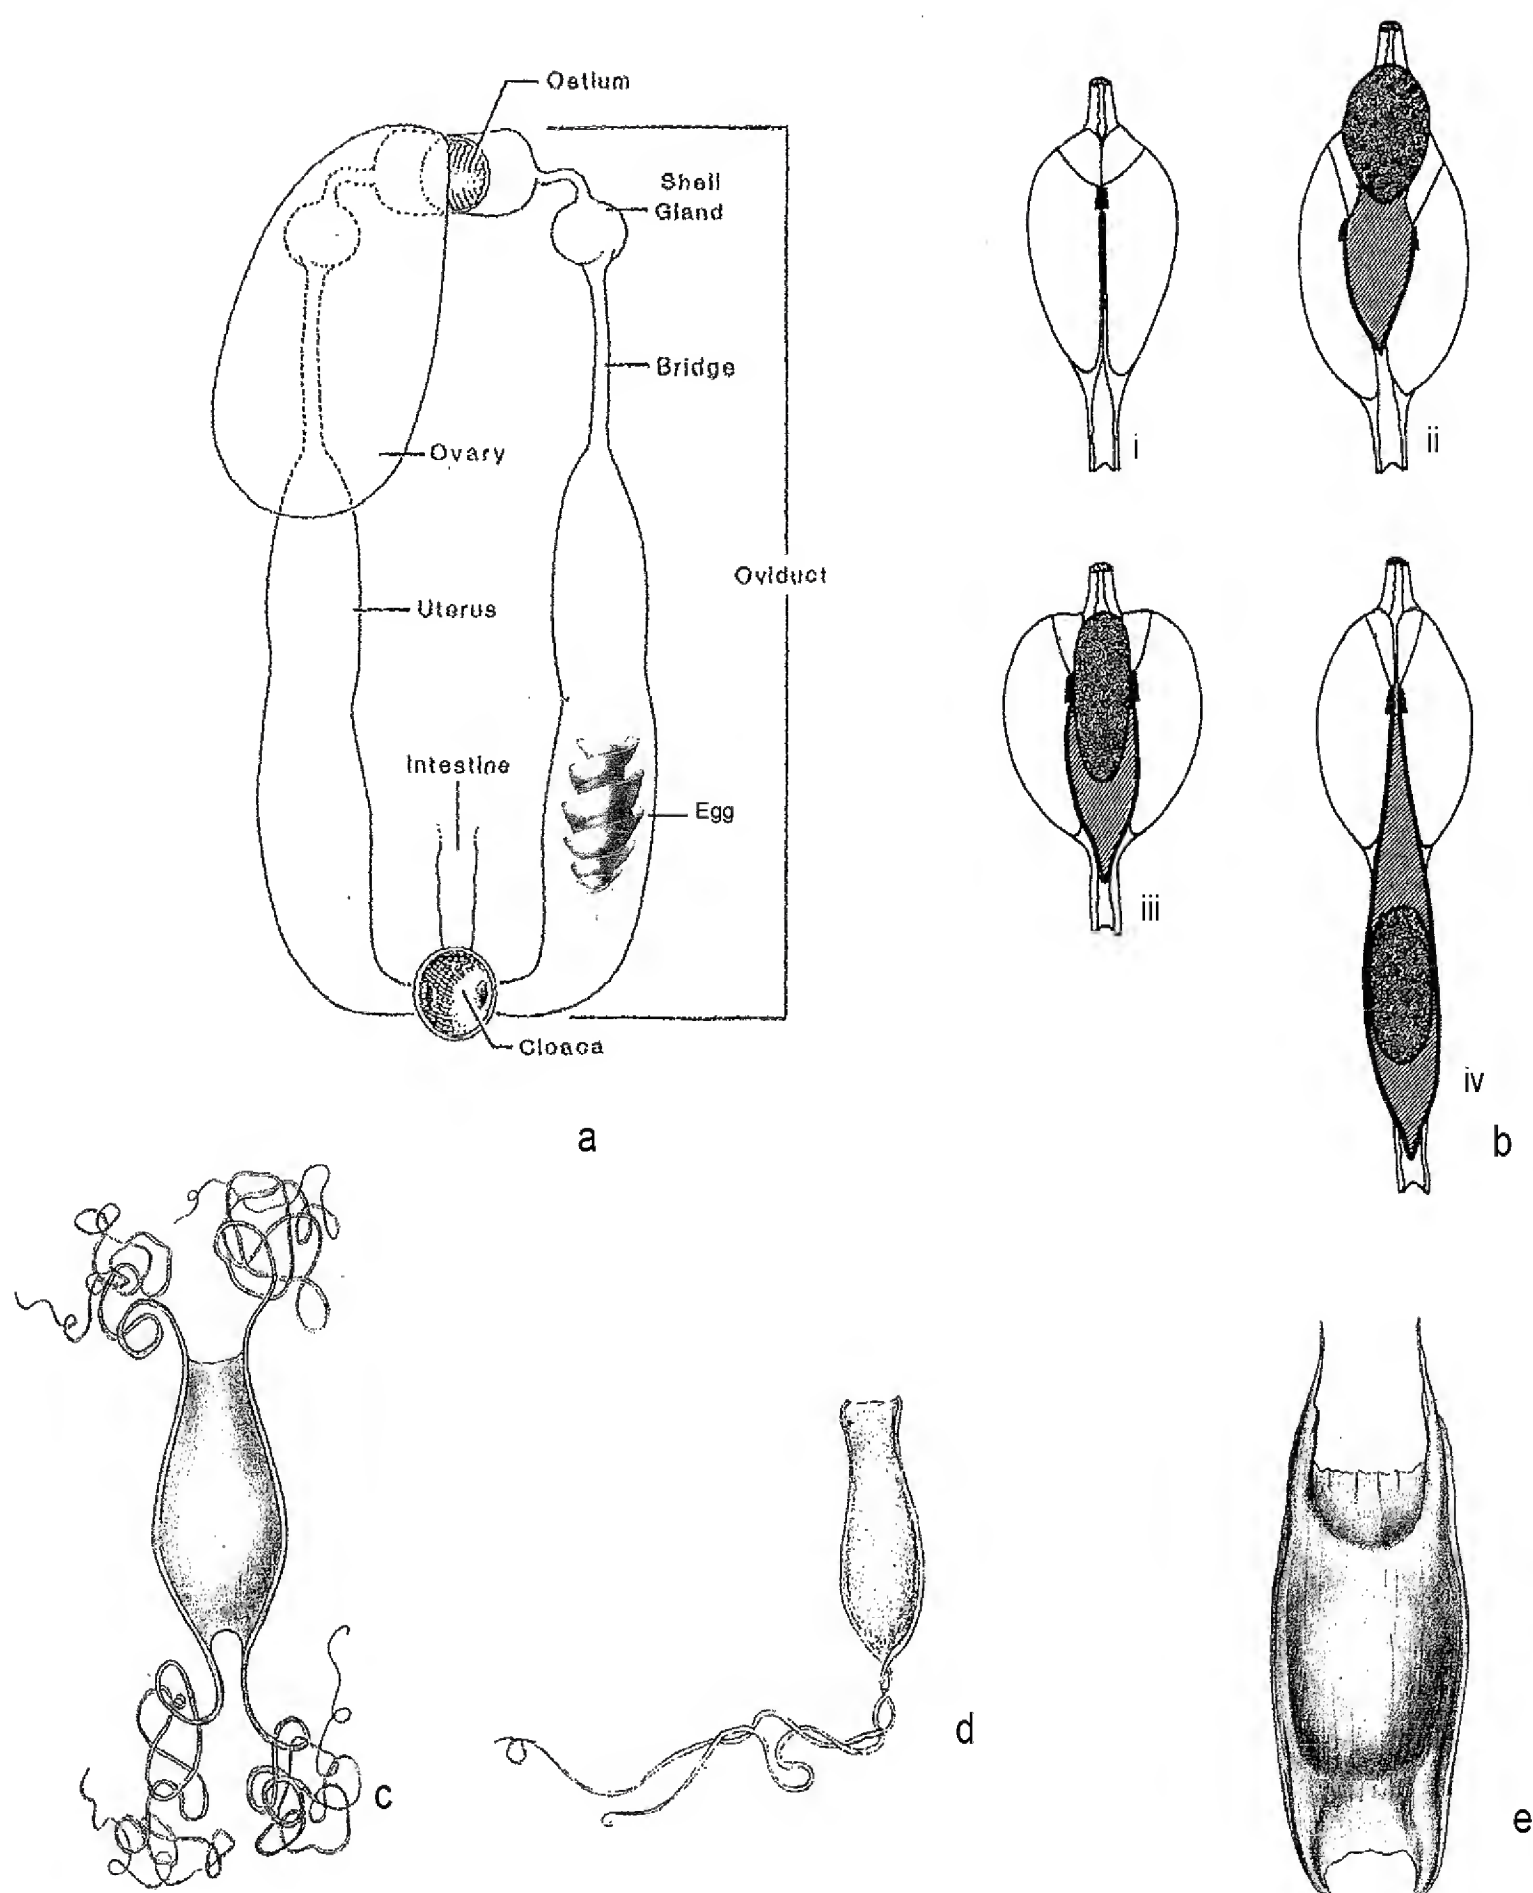 Ostium
Shell
Gland
Bridge
Ovary
Oviduct
Uterus
Intestine
Egg
Cloaca
a
i
ii
iii
iv
b
c
d
e